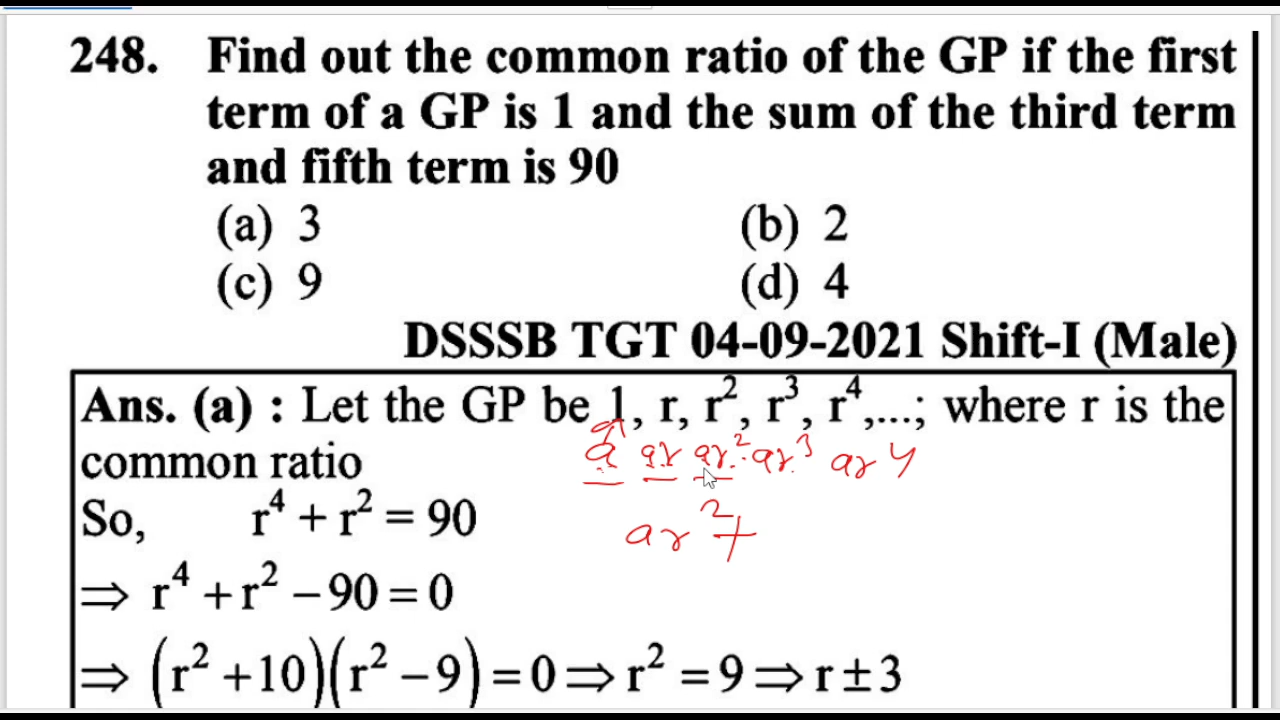 248. Find out the common ratio of the GP if the first
term of a GP is 1 and the sum of the third term
and fifth term is 90
(a) 3 (b) 2
(c) 9 (d) 4
DSSSB TGT 04-09-2021 Shift-I (Male)
Ans. (a) : Let the GP be 1, r, r², r³, r⁴,...; where r is the
common ratio a ar ar² ar³ ar⁴
So, r⁴ + r² = 90
ar² +
⇒ r⁴ + r² – 90 = 0
⇒ (r² +10)(r² – 9) = 0 ⇒ r² = 9 ⇒ r ± 3